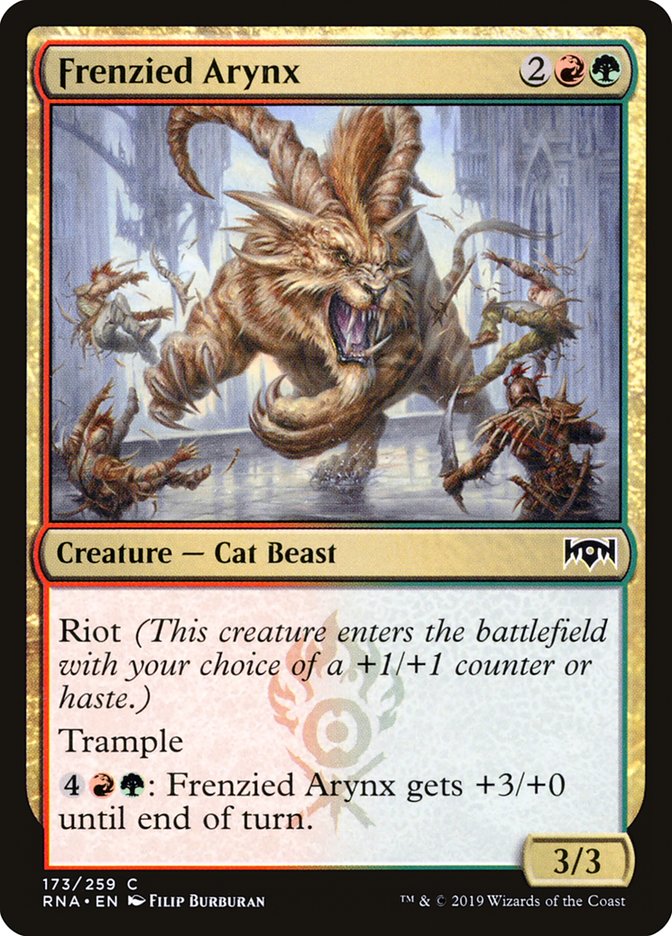 Frenzied Arynx 2
Creature — Cat Beast
Riot (This creature enters the battlefield
with your choice of a +1/+1 counter or
haste.)
Trample
4 : Frenzied Arynx gets +3/+0
until end of turn.
3/3
173/259 C
RNA • EN Filip Burburan
™ & © 2019 Wizards of the Coast